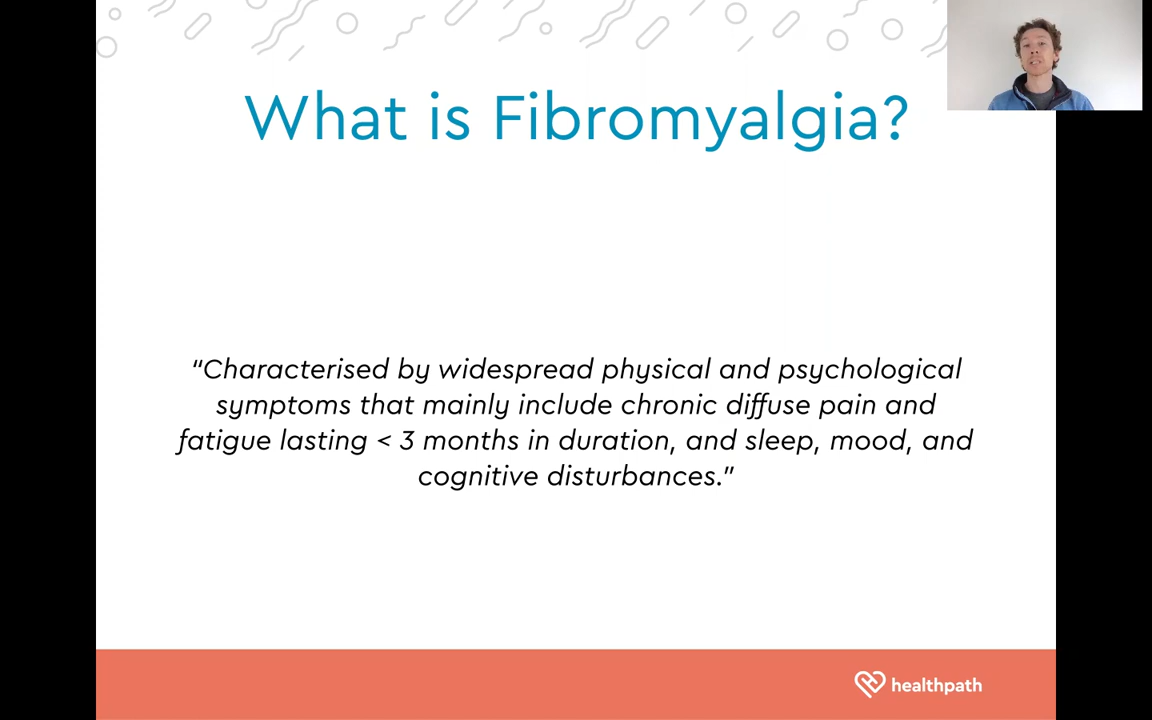 What is Fibromyalgia?
“Characterised by widespread physical and psychological
symptoms that mainly include chronic diffuse pain and
fatigue lasting < 3 months in duration, and sleep, mood, and
cognitive disturbances.”
healthpath